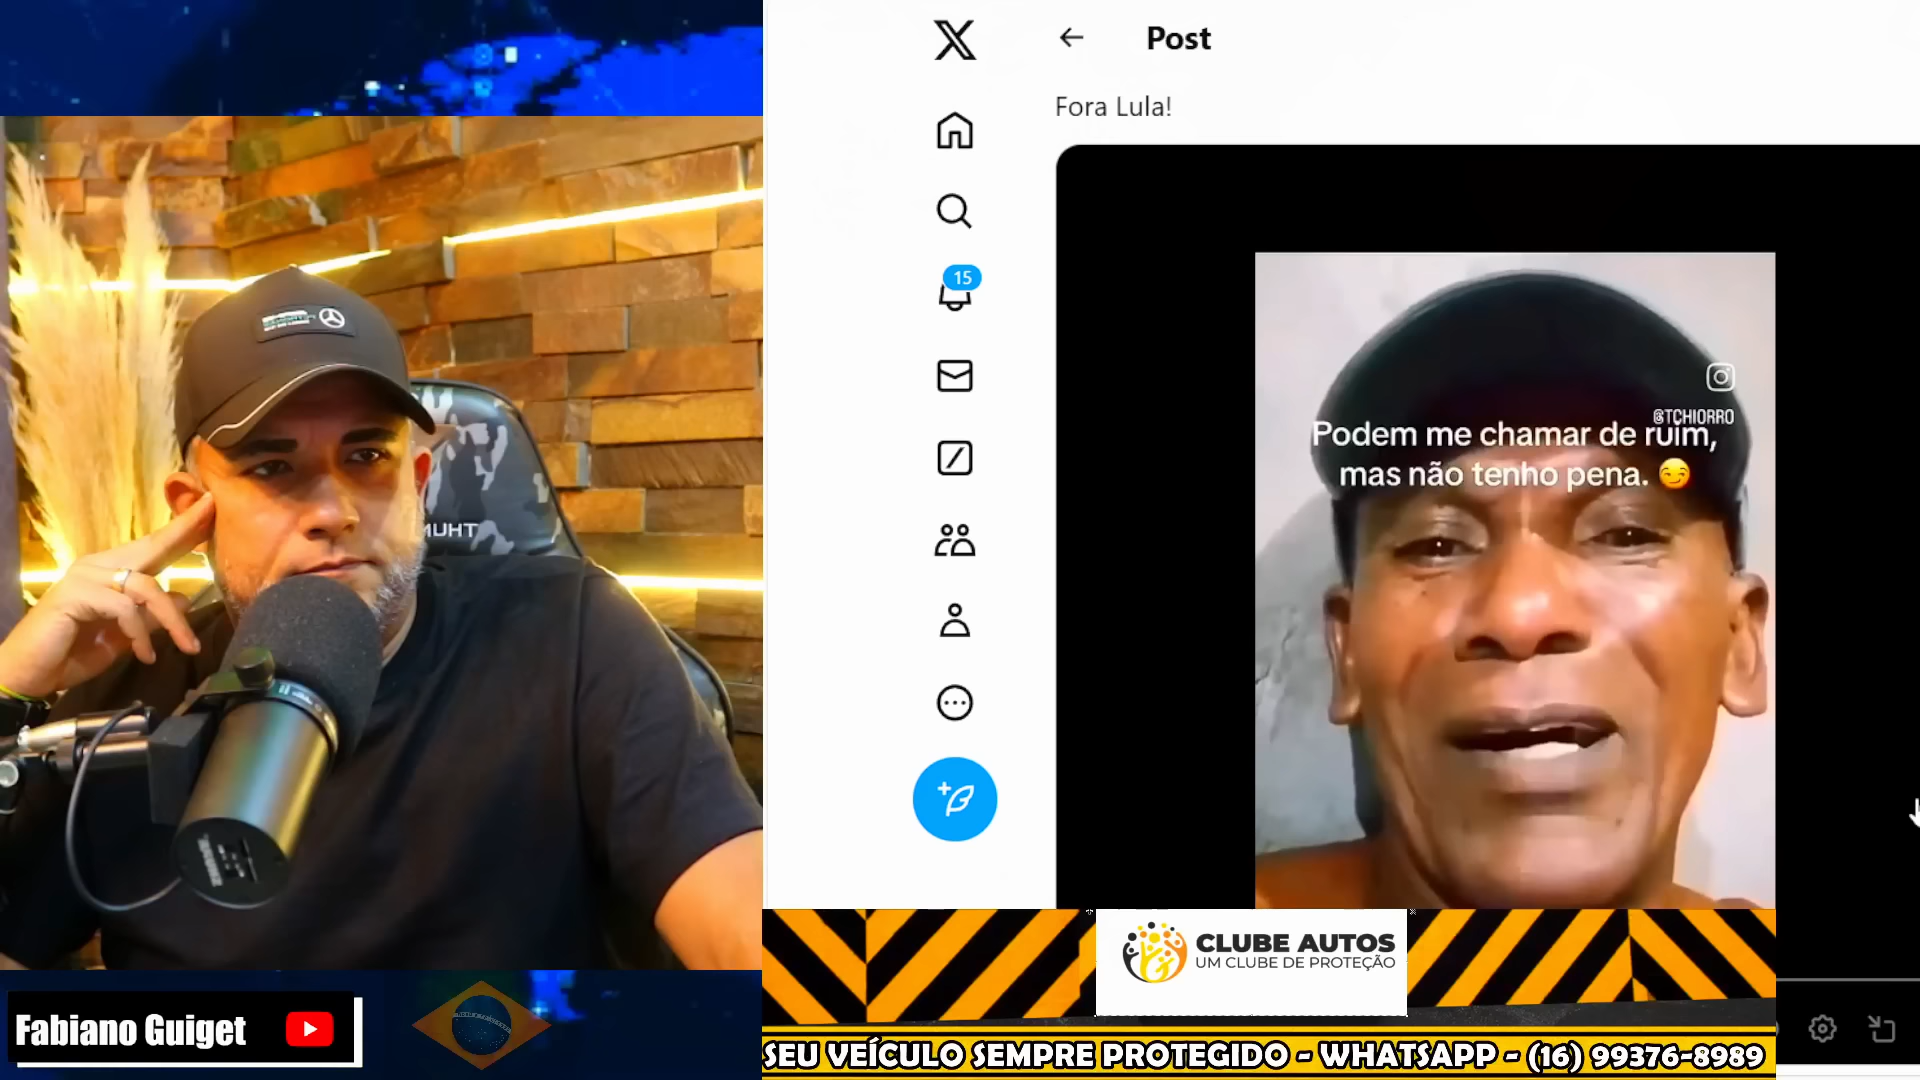 Post
Fora Lula!
15
@TCHIORRO
Podem me chamar de ruim,
mas não tenho pena. 😏
CLUBE AUTOS
UM CLUBE DE PROTEÇÃO
Fabiano Guiget
SEU VEÍCULO SEMPRE PROTEGIDO - WHATSAPP - (16) 99376-8989